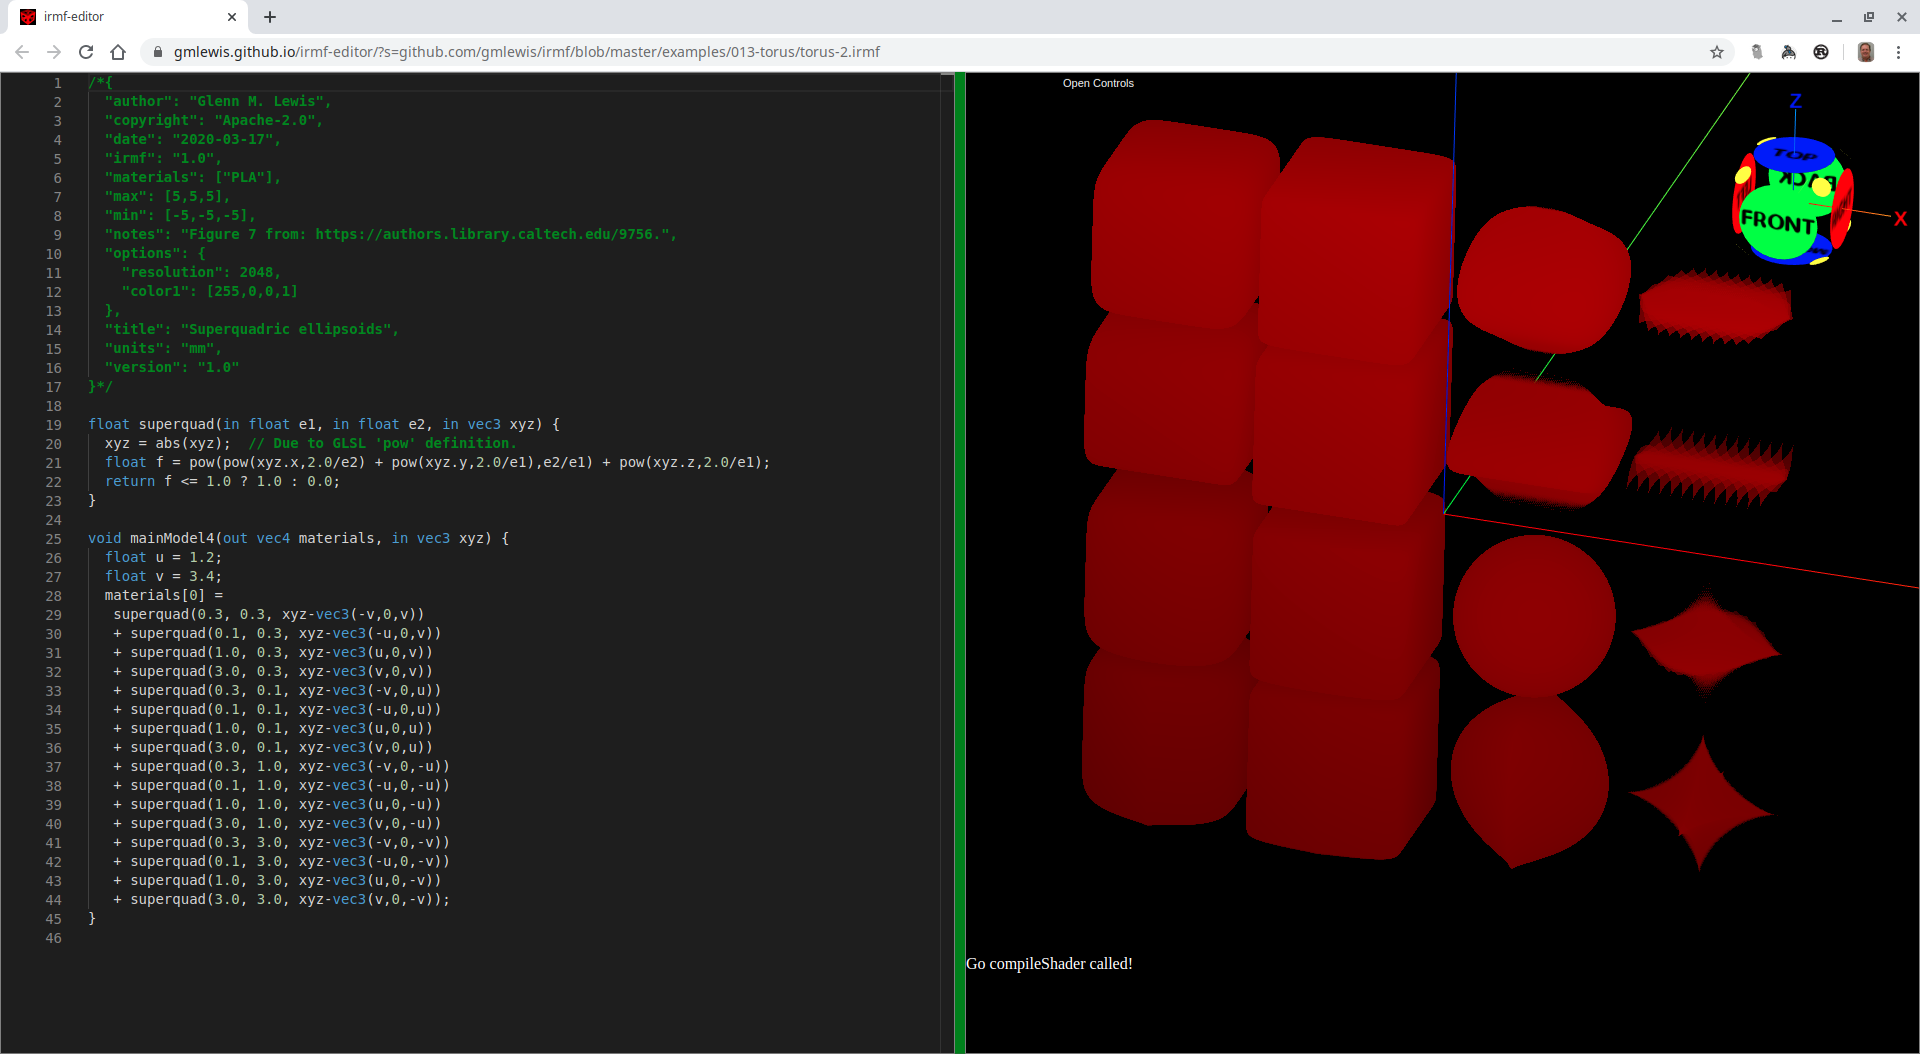 irmf-editor
gmlewis.github.io/irmf-editor/?s=github.com/gmlewis/irmf/blob/master/examples/013-torus/torus-2.irmf
1 /*{
2   "author": "Glenn M. Lewis",
3   "copyright": "Apache-2.0",
4   "date": "2020-03-17",
5   "irmf": "1.0",
6   "materials": ["PLA"],
7   "max": [5,5,5],
8   "min": [-5,-5,-5],
9   "notes": "Figure 7 from: https://authors.library.caltech.edu/9756.",
10   "options": {
11     "resolution": 2048,
12     "color1": [255,0,0,1]
13   },
14   "title": "Superquadric ellipsoids",
15   "units": "mm",
16   "version": "1.0"
17 }*/
18
19 float superquad(in float e1, in float e2, in vec3 xyz) {
20   xyz = abs(xyz);  // Due to GLSL 'pow' definition.
21   float f = pow(pow(xyz.x,2.0/e2) + pow(xyz.y,2.0/e1),e2/e1) + pow(xyz.z,2.0/e1);
22   return f <= 1.0 ? 1.0 : 0.0;
23 }
24
25 void mainModel4(out vec4 materials, in vec3 xyz) {
26   float u = 1.2;
27   float v = 3.4;
28   materials[0] =
29    superquad(0.3, 0.3, xyz-vec3(-v,0,v))
30    + superquad(0.1, 0.3, xyz-vec3(-u,0,v))
31    + superquad(1.0, 0.3, xyz-vec3(u,0,v))
32    + superquad(3.0, 0.3, xyz-vec3(v,0,v))
33    + superquad(0.3, 0.1, xyz-vec3(-v,0,u))
34    + superquad(0.1, 0.1, xyz-vec3(-u,0,u))
35    + superquad(1.0, 0.1, xyz-vec3(u,0,u))
36    + superquad(3.0, 0.1, xyz-vec3(v,0,u))
37    + superquad(0.3, 1.0, xyz-vec3(-v,0,-u))
38    + superquad(0.1, 1.0, xyz-vec3(-u,0,-u))
39    + superquad(1.0, 1.0, xyz-vec3(u,0,-u))
40    + superquad(3.0, 1.0, xyz-vec3(v,0,-u))
41    + superquad(0.3, 3.0, xyz-vec3(-v,0,-v))
42    + superquad(0.1, 3.0, xyz-vec3(-u,0,-v))
43    + superquad(1.0, 3.0, xyz-vec3(u,0,-v))
44    + superquad(3.0, 3.0, xyz-vec3(v,0,-v));
45 }
46
Open Controls
Z
TOP
BACK
FRONT
X
Go compileShader called!